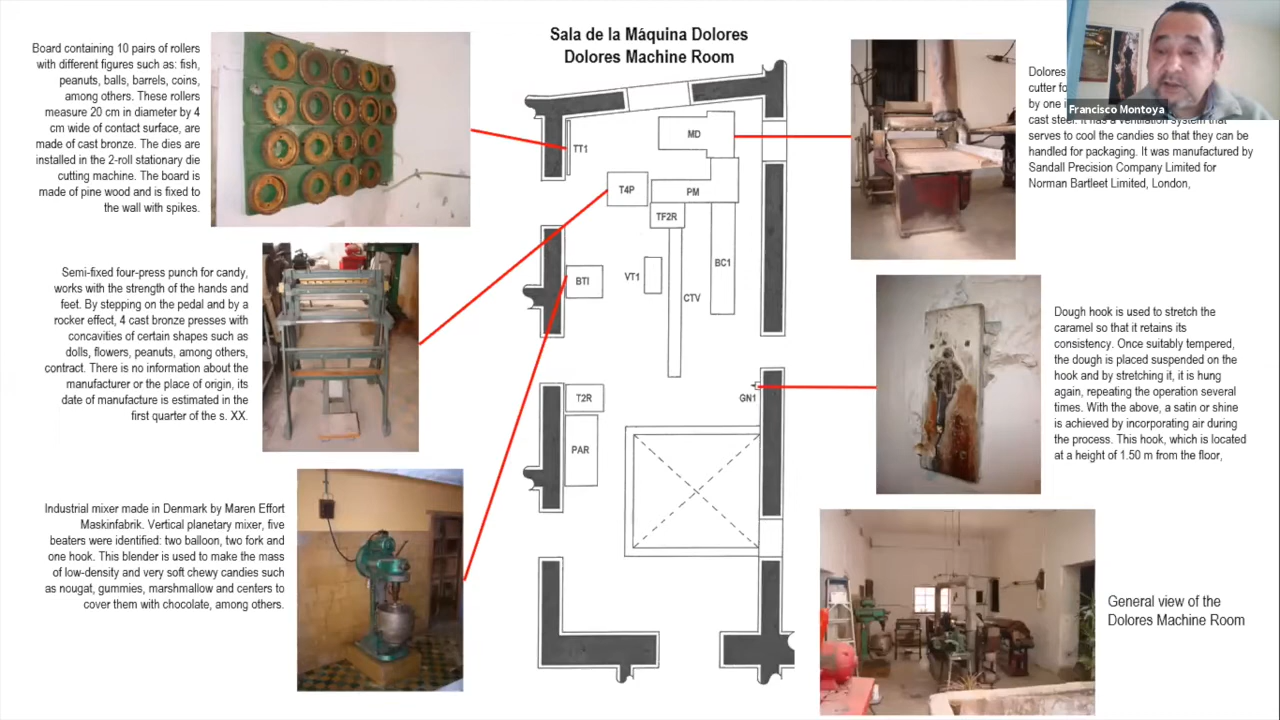 Sala de la Máquina Dolores
Dolores Machine Room
Board containing 10 pairs of rollers
with different figures such as: fish,
peanuts, balls, barrels, coins,
among others. These rollers
measure 20 cm in diameter by 4
cm wide of contact surface, are
made of cast bronze. The dies are
installed in the 2-roll stationary die
cutting machine. The board is
made of pine wood and is fixed to
the wall with spikes.
Semi-fixed four-press punch for candy,
works with the strength of the hands and
feet. By stepping on the pedal and by a
rocker effect, 4 cast bronze presses with
concavities of certain shapes such as
dolls, flowers, peanuts, among others,
contract. There is no information about the
manufacturer or the place of origin, its
date of manufacture is estimated in the
first quarter of the s. XX.
Industrial mixer made in Denmark by Maren Effort
Maskinfabrik. Vertical planetary mixer, five
beaters were identified: two balloon, two fork and
one hook. This blender is used to make the mass
of low-density and very soft chewy candies such
as nougat, gummies, marshmallow and centers to
cover them with chocolate, among others.
TT1
MD
T4P
PM
TF2R
BTI
VT1
BC1
CTV
T2R
GN1
PAR
Francisco Montoya
Dolores
cutter fo
by one
cast steel. It has a ventilation system that
serves to cool the candies so that they can be
handled for packaging. It was manufactured by
Sandall Precision Company Limited for
Norman Bartleet Limited, London,
Dough hook is used to stretch the
caramel so that it retains its
consistency. Once suitably tempered,
the dough is placed suspended on the
hook and by stretching it, it is hung
again, repeating the operation several
times. With the above, a satin or shine
is achieved by incorporating air during
the process. This hook, which is located
at a height of 1.50 m from the floor,
General view of the
Dolores Machine Room